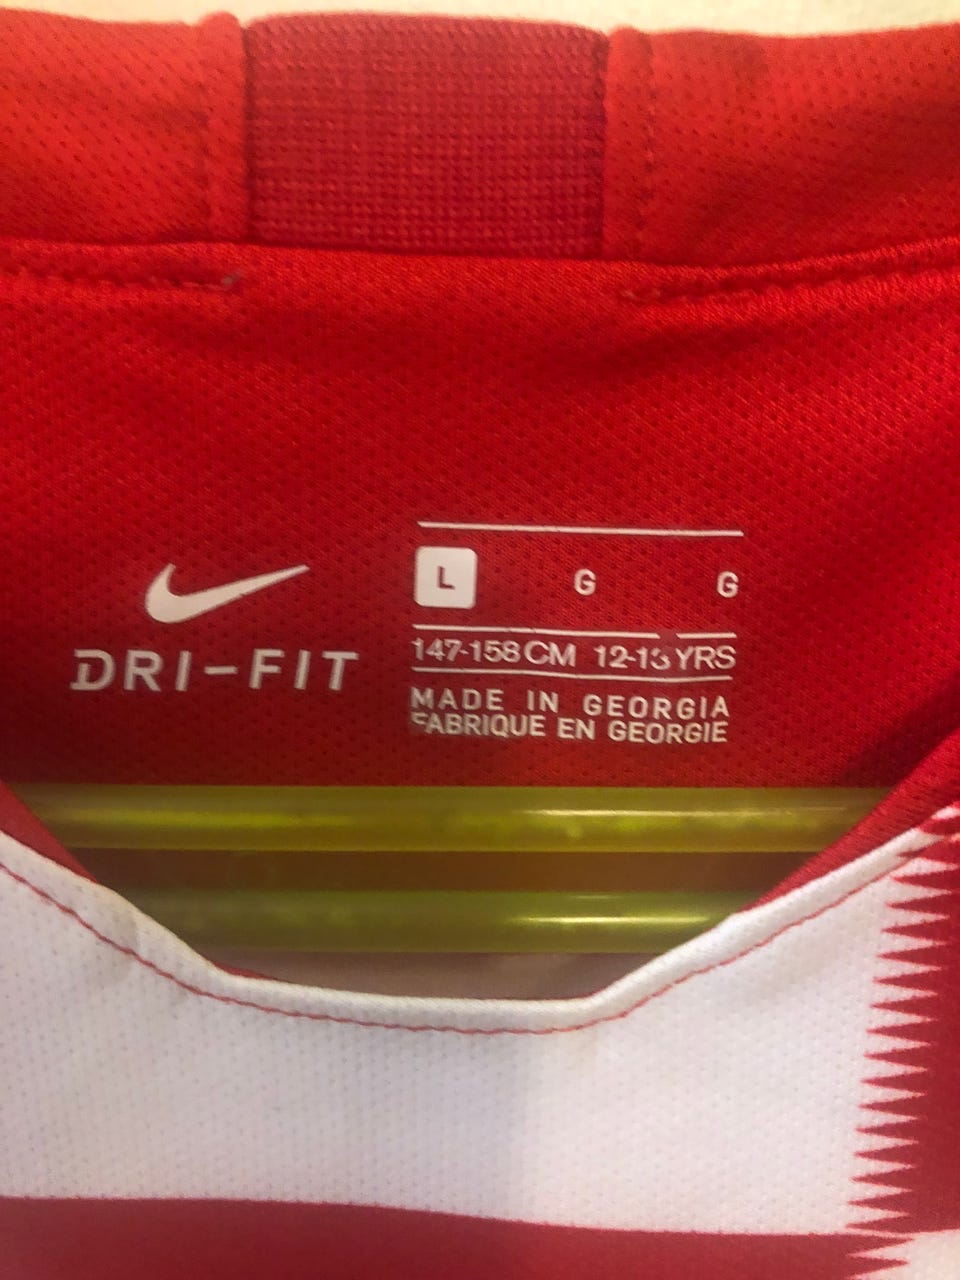 DRI-FIT
L G G
147-158 CM 12-13 YRS
MADE IN GEORGIA
FABRIQUE EN GEORGIE